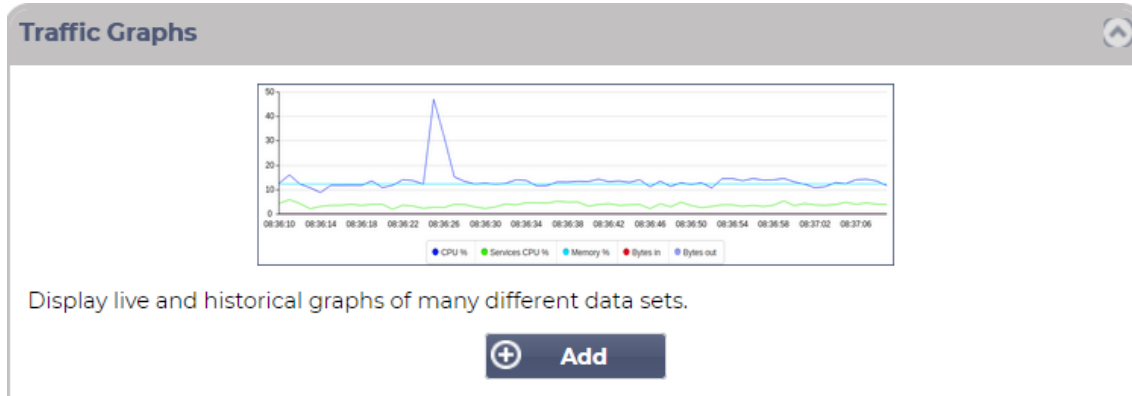 Traffic Graphs
50
40
30
20
10
0
08:36:10 08:36:14 08:36:18 08:36:22 08:36:26 08:36:30 08:36:34 08:36:38 08:36:42 08:36:46 08:36:50 08:36:54 08:36:58 08:37:02 08:37:06
CPU % Services CPU % Memory % Bytes in Bytes out
Display live and historical graphs of many different data sets.
Add